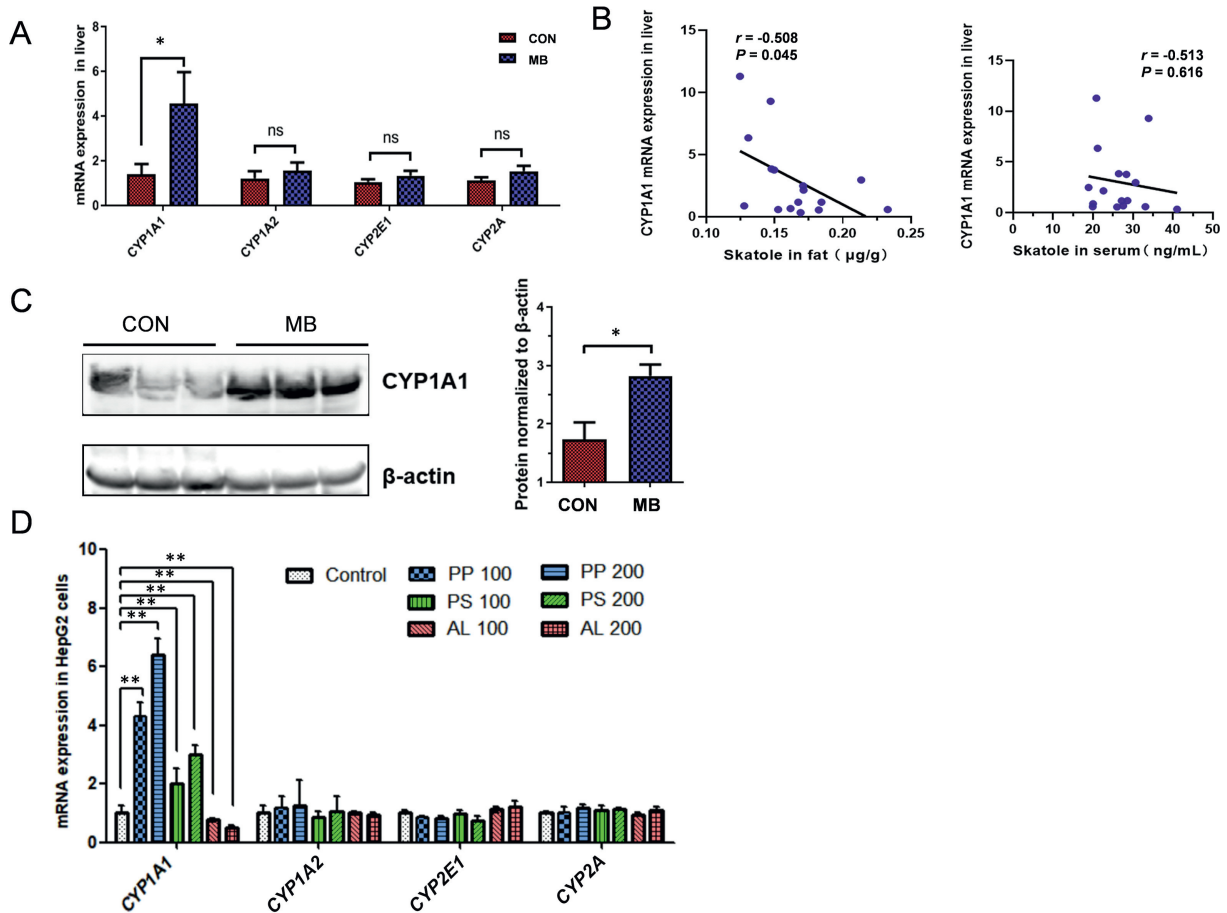 A
mRNA expression in liver
8
6
4
2
0
*
ns
ns
ns
CON
MB
CYP1A1
CYP1A2
CYP2E1
CYP2A
B
CYP1A1 mRNA expression in liver
15
10
5
0
r = -0.508
P = 0.045
0.10
0.15
0.20
0.25
Skatole in fat ( μg/g )
CYP1A1 mRNA expression in liver
15
10
5
0
r = -0.513
P = 0.616
0
10
20
30
40
50
Skatole in serum ( ng/mL )
C
CON
MB
CYP1A1
β-actin
Protein normalized to β-actin
4
3
2
1
*
CON
MB
D
mRNA expression in HepG2 cells
10
8
6
4
2
0
**
**
**
**
**
**
Control
PP 100
PP 200
PS 100
PS 200
AL 100
AL 200
CYP1A1
CYP1A2
CYP2E1
CYP2A